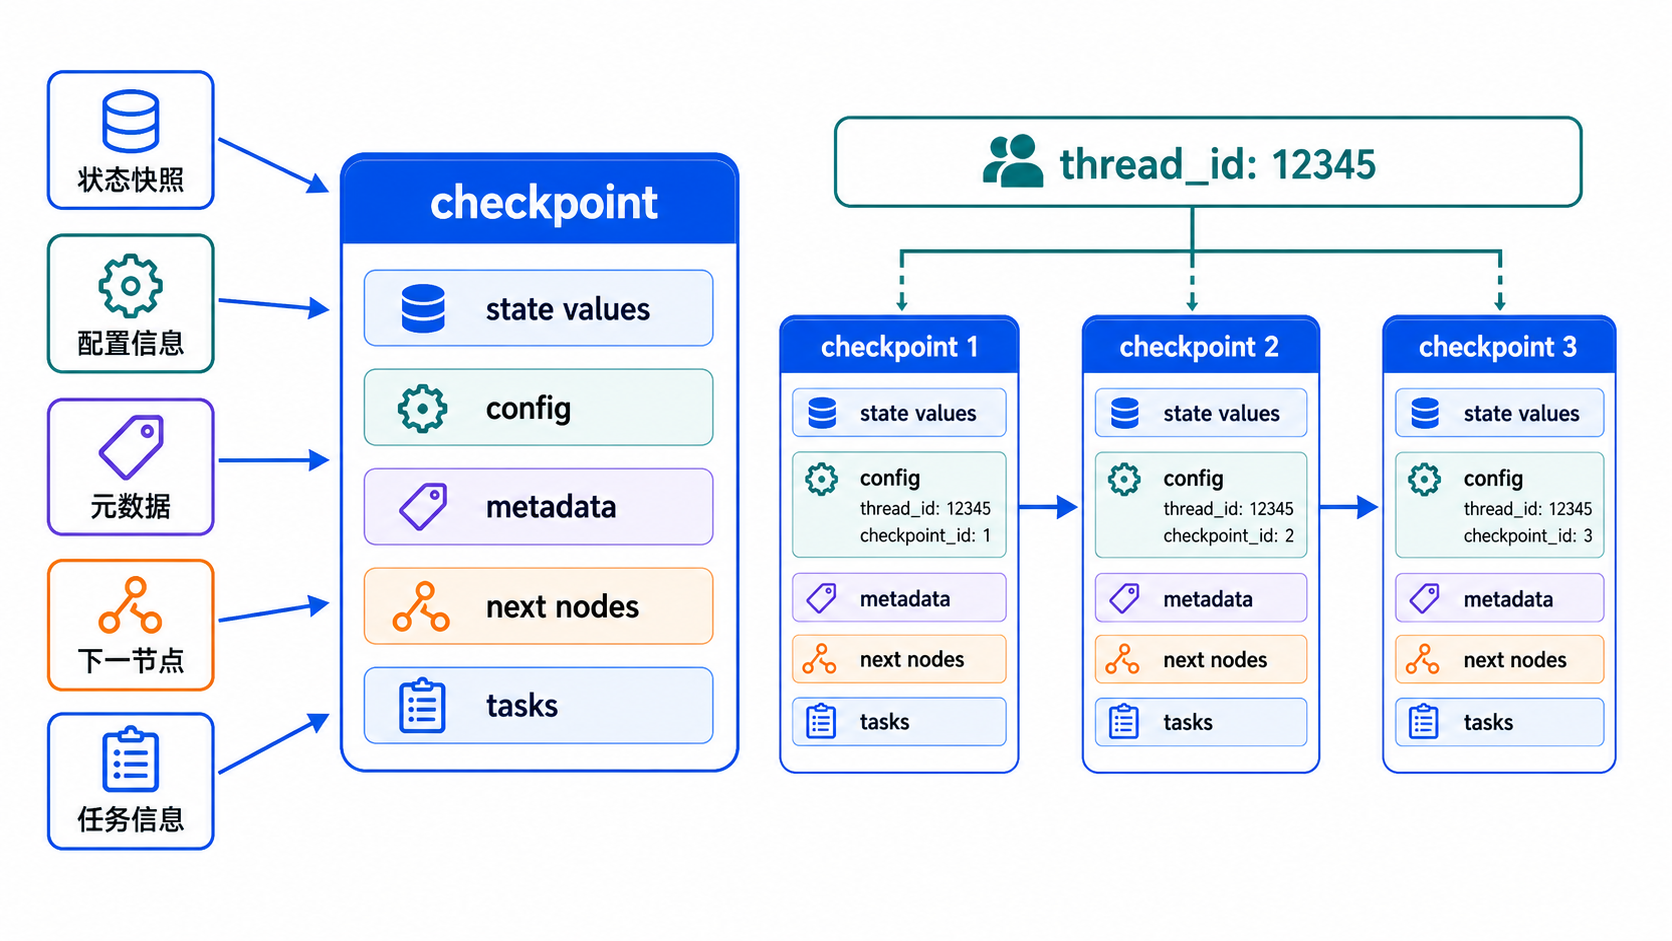 状态快照
配置信息
元数据
下一节点
任务信息
checkpoint
state values
config
metadata
next nodes
tasks
thread_id: 12345
checkpoint 1
state values
config
thread_id: 12345
checkpoint_id: 1
metadata
next nodes
tasks
checkpoint 2
state values
config
thread_id: 12345
checkpoint_id: 2
metadata
next nodes
tasks
checkpoint 3
state values
config
thread_id: 12345
checkpoint_id: 3
metadata
next nodes
tasks